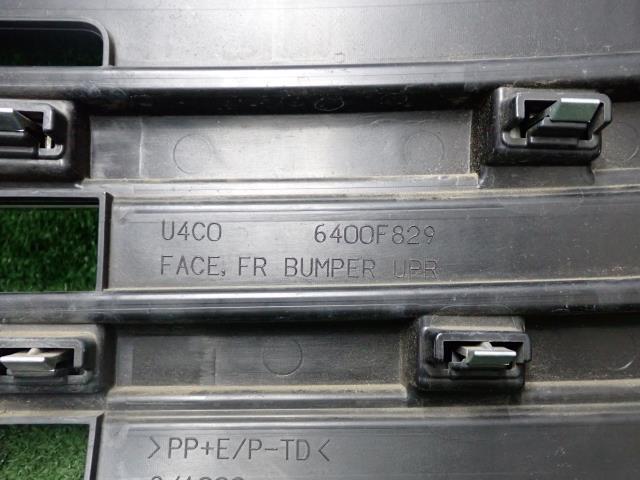 U4CO 6400F829
FACE, FR BUMPER UPR
>PP+E/P-TD<